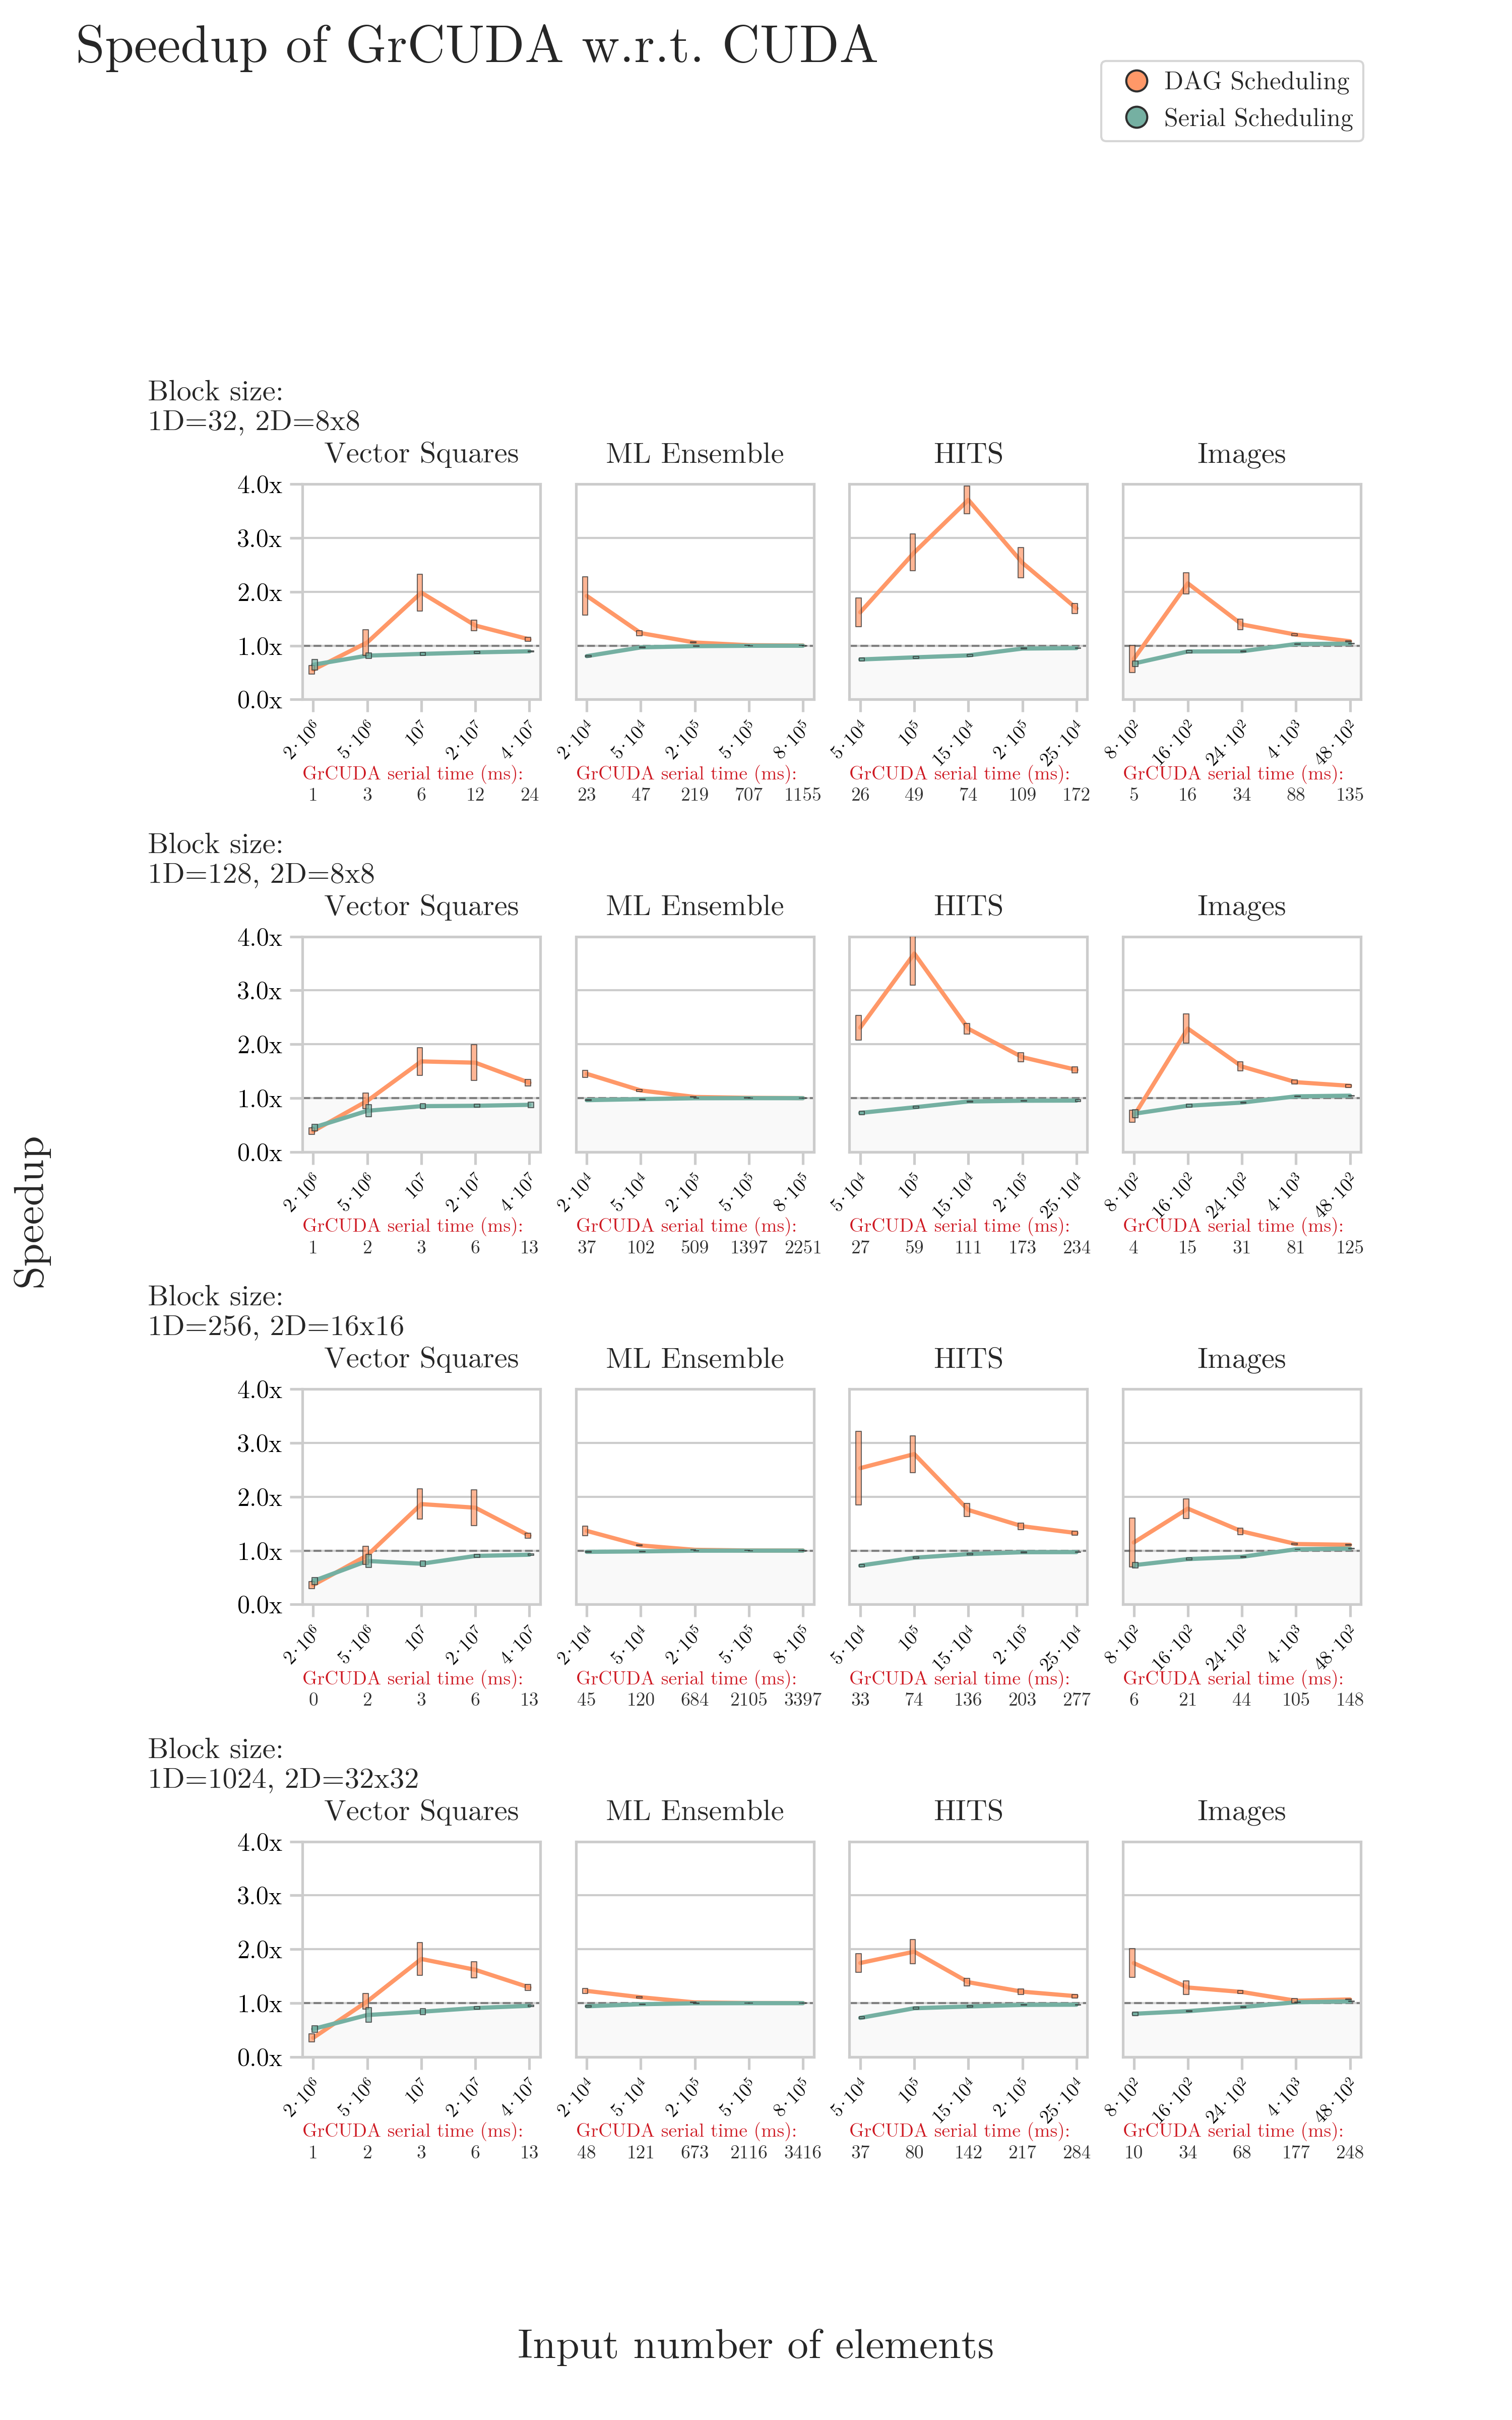 Speedup of GrCUDA w.r.t. CUDA
DAG Scheduling
Serial Scheduling
Speedup
Block size:
1D=32, 2D=8x8
Vector Squares ML Ensemble HITS Images
4.0x
3.0x
2.0x
1.0x
0.0x
2·10⁶ 5·10⁶ 10⁷ 2·10⁷ 4·10⁷ 2·10⁴ 5·10⁴ 2·10⁵ 5·10⁵ 8·10⁵ 5·10⁴ 10⁵ 15·10⁴ 2·10⁵ 25·10⁴ 8·10² 16·10² 24·10² 4·10³ 48·10²
GrCUDA serial time (ms): GrCUDA serial time (ms): GrCUDA serial time (ms): GrCUDA serial time (ms):
1 3 6 12 24 23 47 219 707 1155 26 49 74 109 172 5 16 34 88 135
Block size:
1D=128, 2D=8x8
Vector Squares ML Ensemble HITS Images
4.0x
3.0x
2.0x
1.0x
0.0x
2·10⁶ 5·10⁶ 10⁷ 2·10⁷ 4·10⁷ 2·10⁴ 5·10⁴ 2·10⁵ 5·10⁵ 8·10⁵ 5·10⁴ 10⁵ 15·10⁴ 2·10⁵ 25·10⁴ 8·10² 16·10² 24·10² 4·10³ 48·10²
GrCUDA serial time (ms): GrCUDA serial time (ms): GrCUDA serial time (ms): GrCUDA serial time (ms):
1 2 3 6 13 37 102 509 1397 2251 27 59 111 173 234 4 15 31 81 125
Block size:
1D=256, 2D=16x16
Vector Squares ML Ensemble HITS Images
4.0x
3.0x
2.0x
1.0x
0.0x
2·10⁶ 5·10⁶ 10⁷ 2·10⁷ 4·10⁷ 2·10⁴ 5·10⁴ 2·10⁵ 5·10⁵ 8·10⁵ 5·10⁴ 10⁵ 15·10⁴ 2·10⁵ 25·10⁴ 8·10² 16·10² 24·10² 4·10³ 48·10²
GrCUDA serial time (ms): GrCUDA serial time (ms): GrCUDA serial time (ms): GrCUDA serial time (ms):
0 2 3 6 13 45 120 684 2105 3397 33 74 136 203 277 6 21 44 105 148
Block size:
1D=1024, 2D=32x32
Vector Squares ML Ensemble HITS Images
4.0x
3.0x
2.0x
1.0x
0.0x
2·10⁶ 5·10⁶ 10⁷ 2·10⁷ 4·10⁷ 2·10⁴ 5·10⁴ 2·10⁵ 5·10⁵ 8·10⁵ 5·10⁴ 10⁵ 15·10⁴ 2·10⁵ 25·10⁴ 8·10² 16·10² 24·10² 4·10³ 48·10²
GrCUDA serial time (ms): GrCUDA serial time (ms): GrCUDA serial time (ms): GrCUDA serial time (ms):
1 2 3 6 13 48 121 673 2116 3416 37 80 142 217 284 10 34 68 177 248
Input number of elements